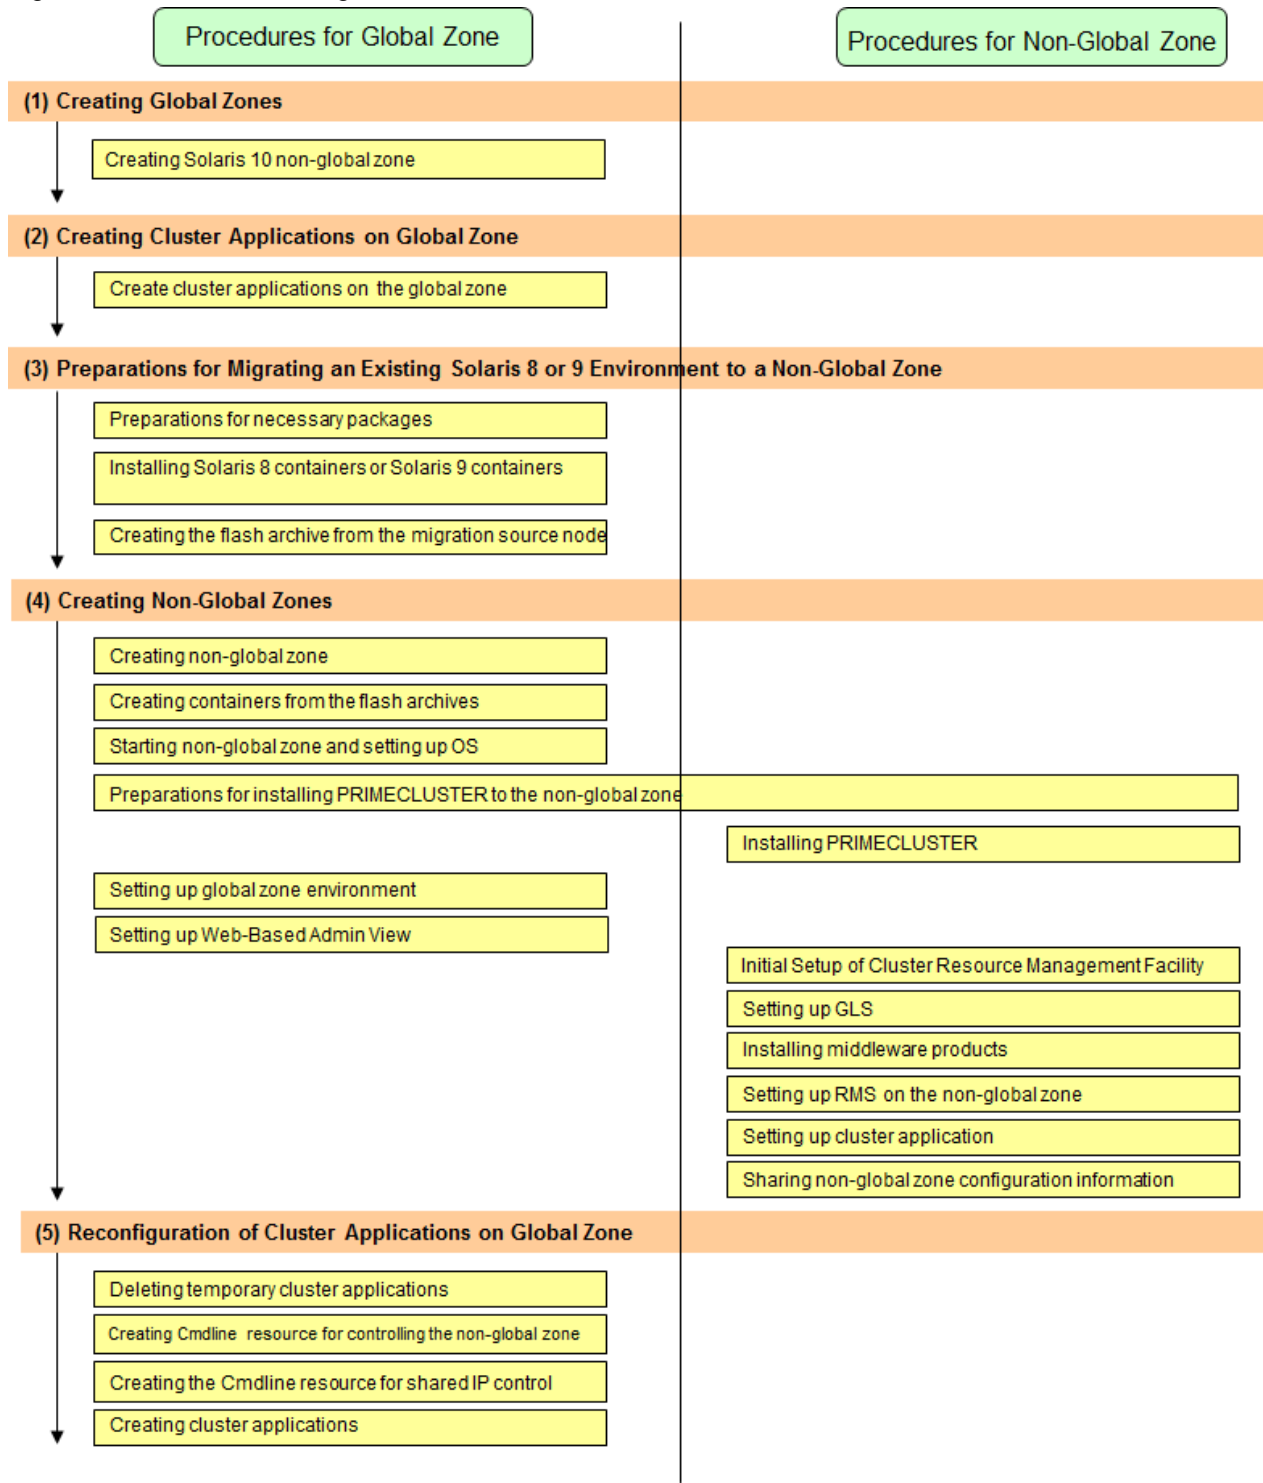 Procedures for Global Zone
Procedures for Non-Global Zone
(1) Creating Global Zones
Creating Solaris 10 non-global zone
(2) Creating Cluster Applications on Global Zone
Create cluster applications on the global zone
(3) Preparations for Migrating an Existing Solaris 8 or 9 Environment to a Non-Global Zone
Preparations for necessary packages
Installing Solaris 8 containers or Solaris 9 containers
Creating the flash archive from the migration source node
(4) Creating Non-Global Zones
Creating non-global zone
Creating containers from the flash archives
Starting non-global zone and setting up OS
Preparations for installing PRIMECLUSTER to the non-global zone
Installing PRIMECLUSTER
Setting up global zone environment
Setting up Web-Based Admin View
Initial Setup of Cluster Resource Management Facility
Setting up GLS
Installing middleware products
Setting up RMS on the non-global zone
Setting up cluster application
Sharing non-global zone configuration information
(5) Reconfiguration of Cluster Applications on Global Zone
Deleting temporary cluster applications
Creating Cmdline resource for controlling the non-global zone
Creating the Cmdline resource for shared IP control
Creating cluster applications